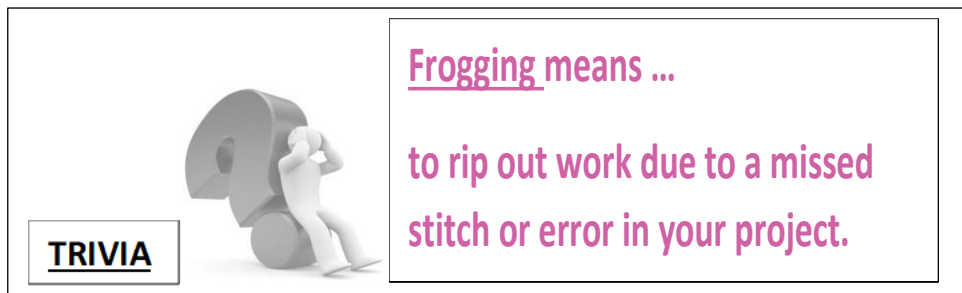 Frogging means ...
to rip out work due to a missed
stitch or error in your project.
TRIVIA